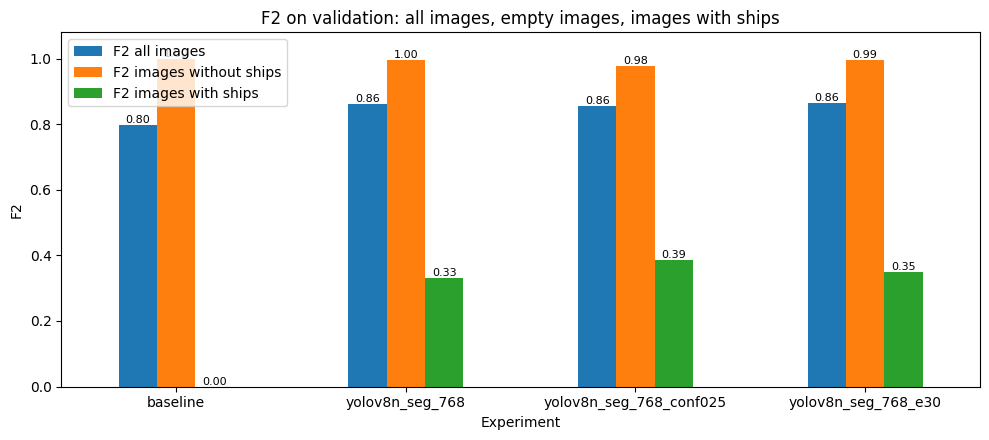 F2 on validation: all images, empty images, images with ships
F2 all images
F2 images without ships
F2 images with ships
F2
1.0
0.8
0.6
0.4
0.2
0.0
0.80
0.00
0.86
1.00
0.33
0.86
0.98
0.39
0.86
0.99
0.35
baseline
yolov8n_seg_768
yolov8n_seg_768_conf025
yolov8n_seg_768_e30
Experiment